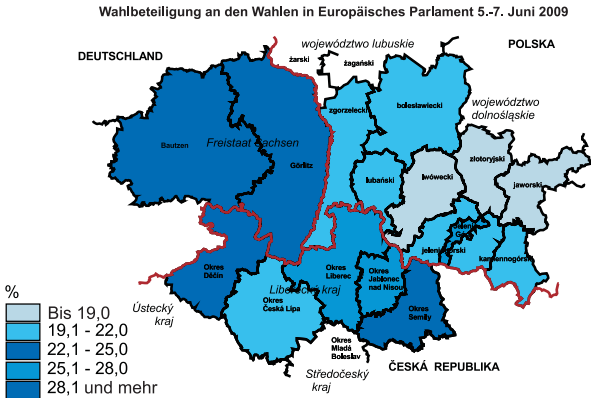 Wahlbeteiligung an den Wahlen in Europäisches Parlament 5.-7. Juni 2009
DEUTSCHLAND
województwo lubuskie
POLSKA
żarski
żagański
zgorzelecki
bolesławiecki
województwo
dolnośląskie
Bautzen
Freistaat Sachsen
Görlitz
złotoryjski
lubański
lwówecki
jaworski
Jelenia
Góra
jeleniogórski
kamiennogórski
Okres
Děčín
Okres
Liberec
Okres
Jablonec
nad Nisou
Liberecký kraj
Okres
Česká Lípa
Okres
Semily
Ústecký
kraj
Okres
Mladá
Boleslav
Středočeský
kraj
ČESKÁ REPUBLIKA
%
Bis 19,0
19,1 - 22,0
22,1 - 25,0
25,1 - 28,0
28,1 und mehr